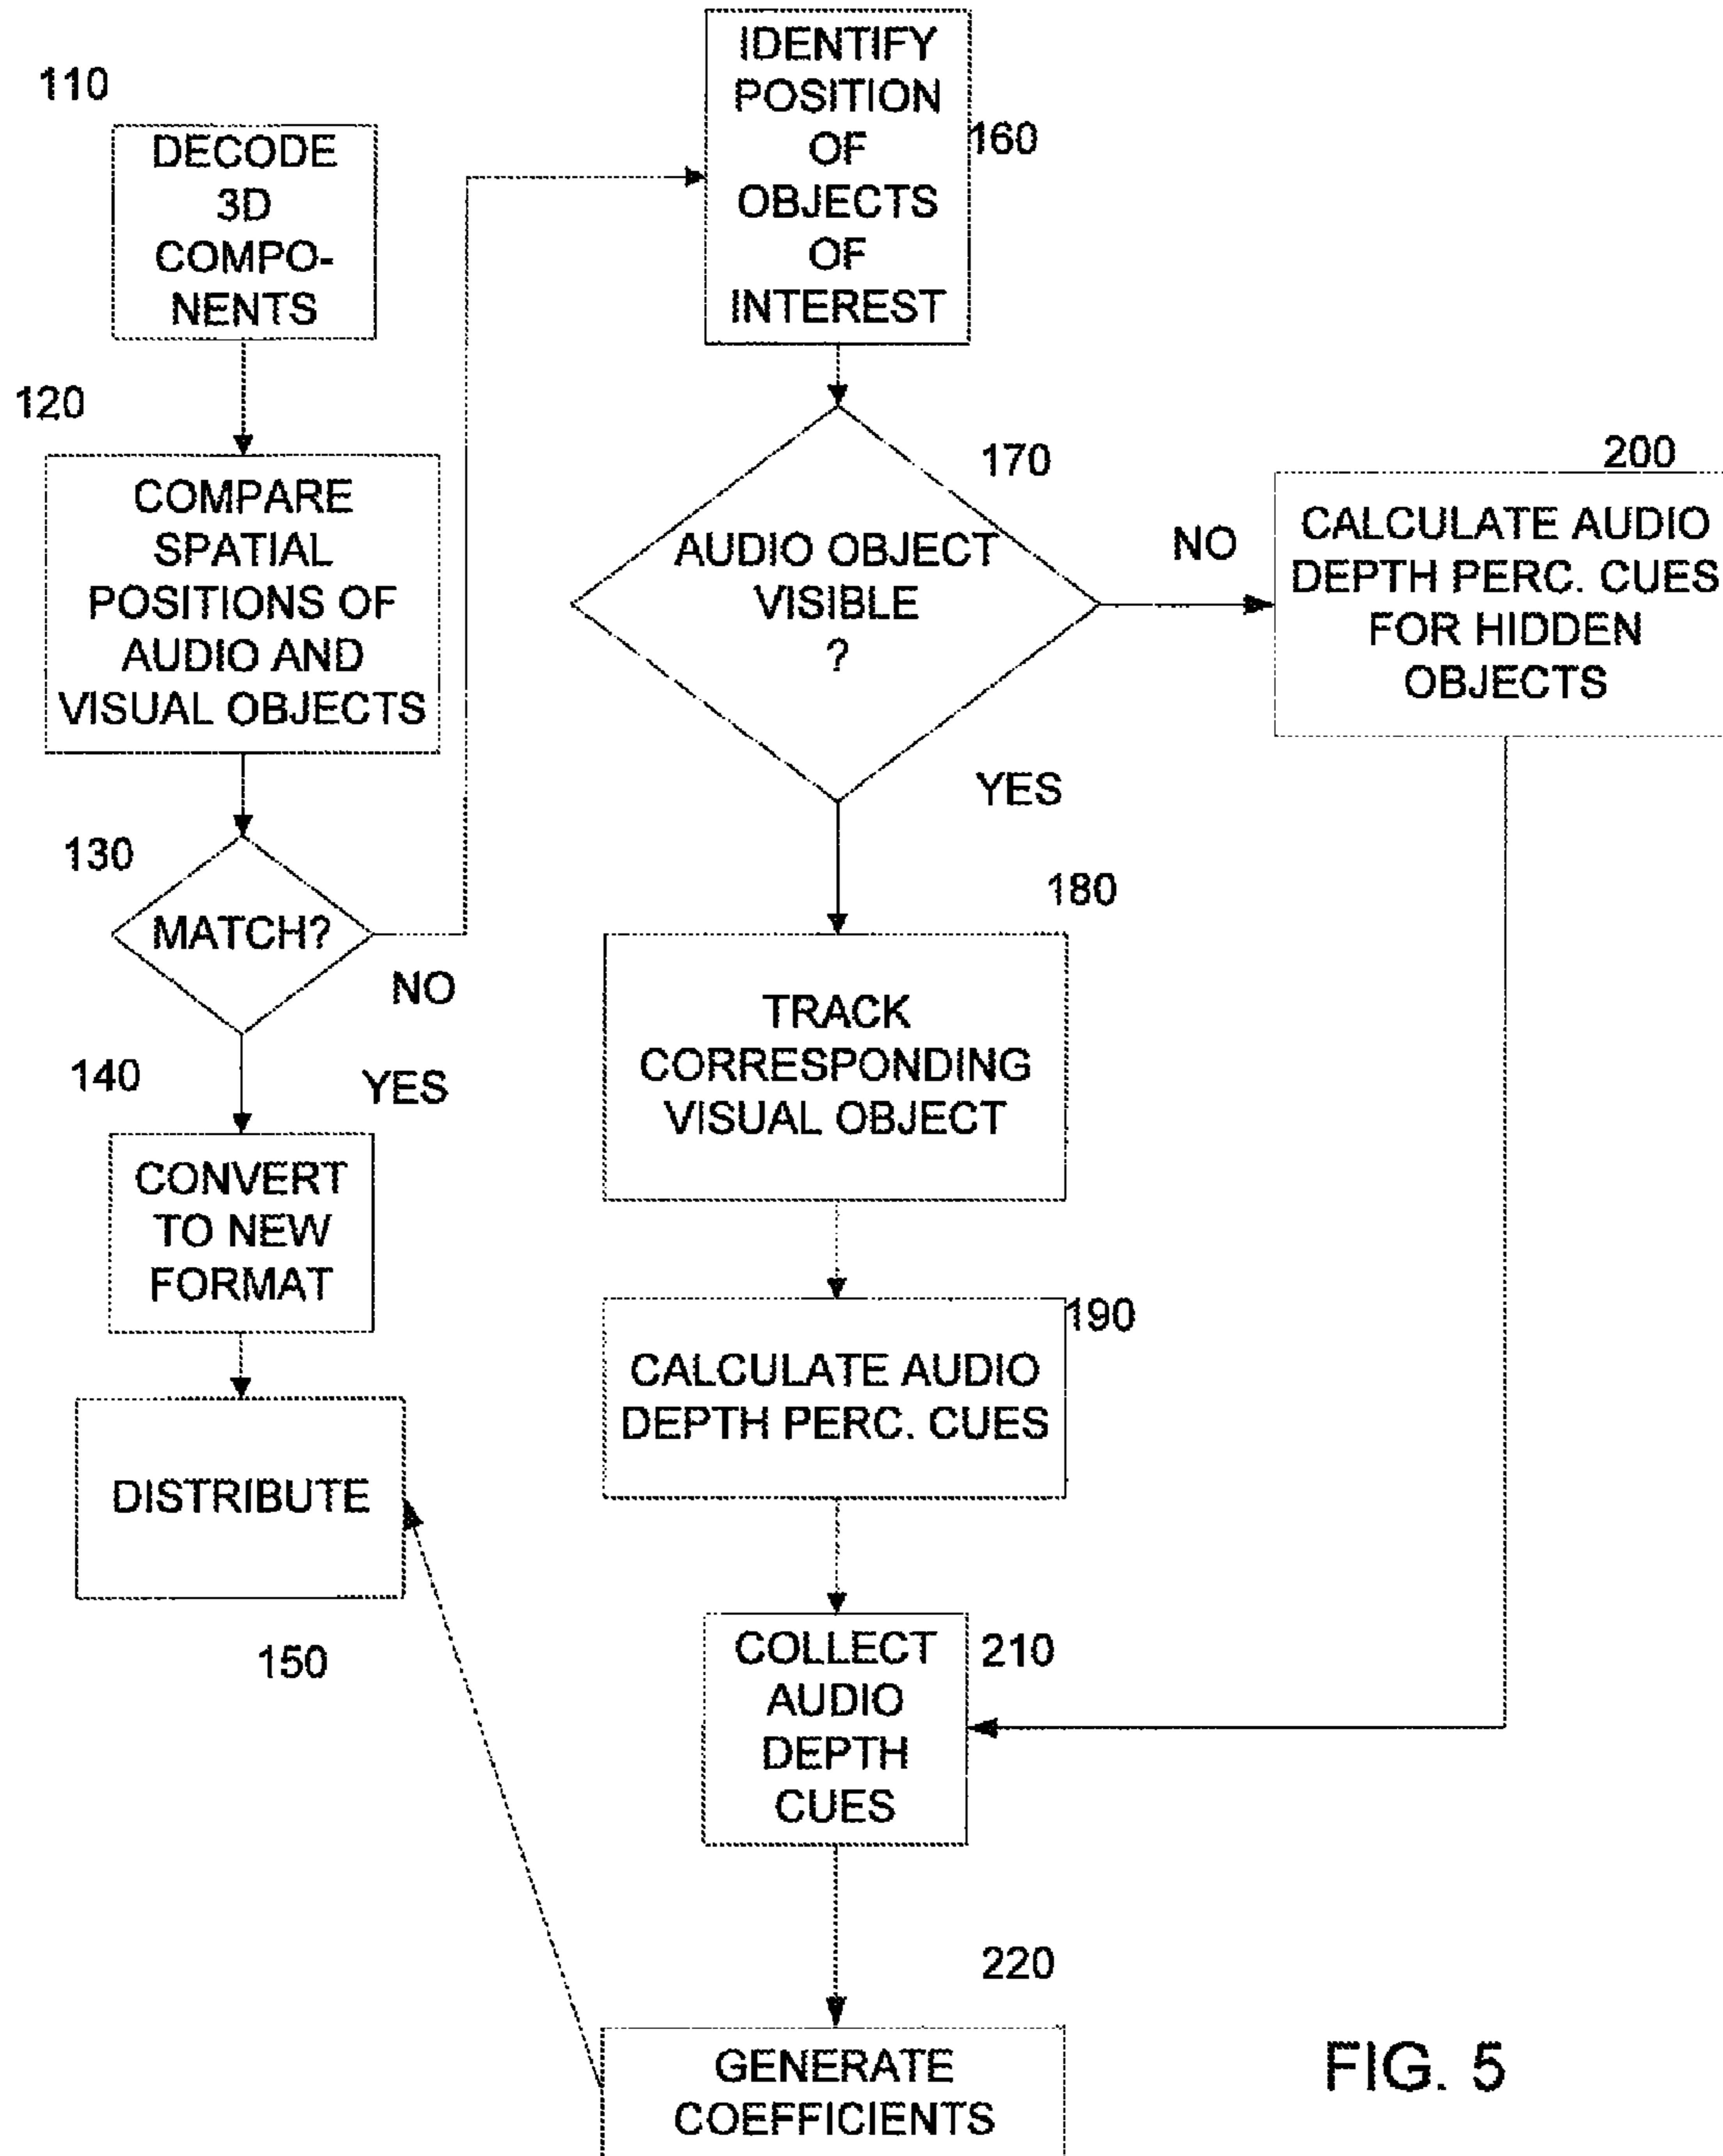 110
DECODE
3D
COMPO-
NENTS
120
COMPARE
SPATIAL
POSITIONS OF
AUDIO AND
VISUAL OBJECTS
130
MATCH?
NO
140
YES
CONVERT
TO NEW
FORMAT
DISTRIBUTE
150
IDENTIFY
POSITION
OF
OBJECTS
OF
INTEREST
160
170
AUDIO OBJECT
VISIBLE
?
NO
YES
200
CALCULATE AUDIO
DEPTH PERC. CUES
FOR HIDDEN
OBJECTS
180
TRACK
CORRESPONDING
VISUAL OBJECT
190
CALCULATE AUDIO
DEPTH PERC. CUES
COLLECT
AUDIO
DEPTH
CUES
210
220
GENERATE
COEFFICIENTS
FIG. 5